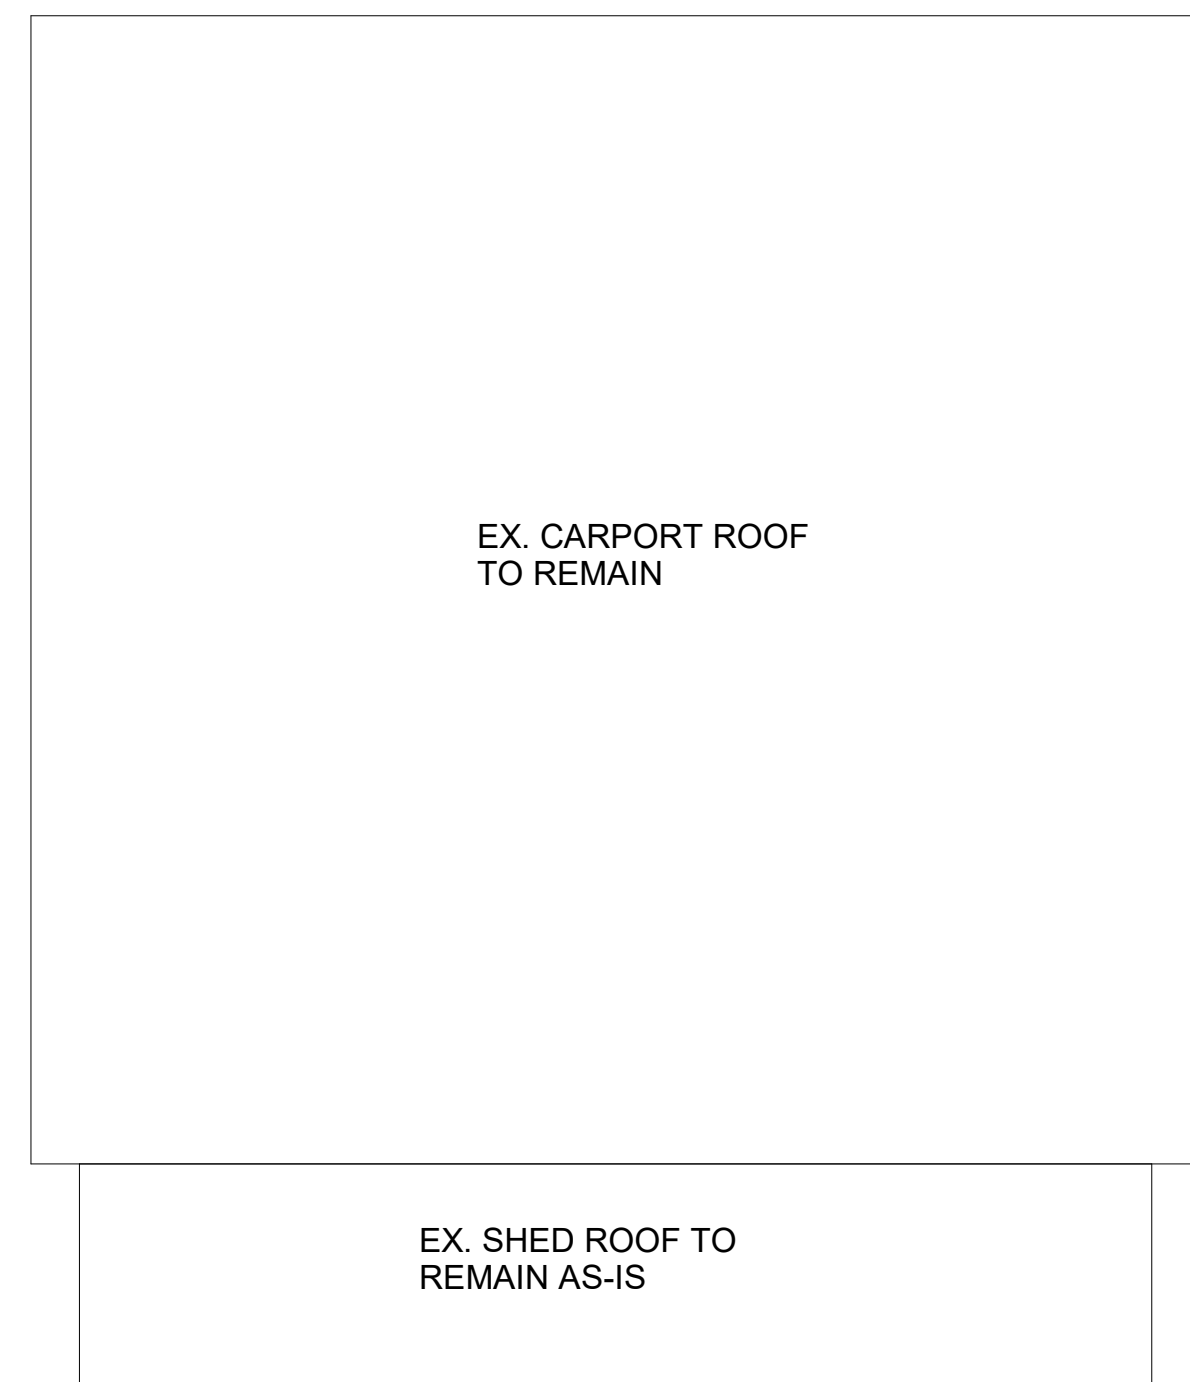 EX. CARPORT ROOF
TO REMAIN
EX. SHED ROOF TO
REMAIN AS-IS